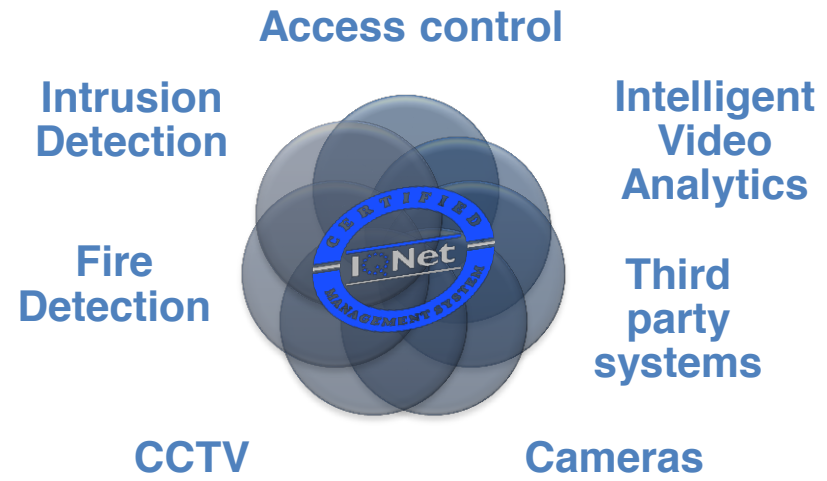 Access control
Intrusion
Detection
Intelligent
Video
Analytics
CERTIFIED
IQNet
MANAGEMENT SYSTEM
Fire
Detection
Third
party
systems
CCTV
Cameras